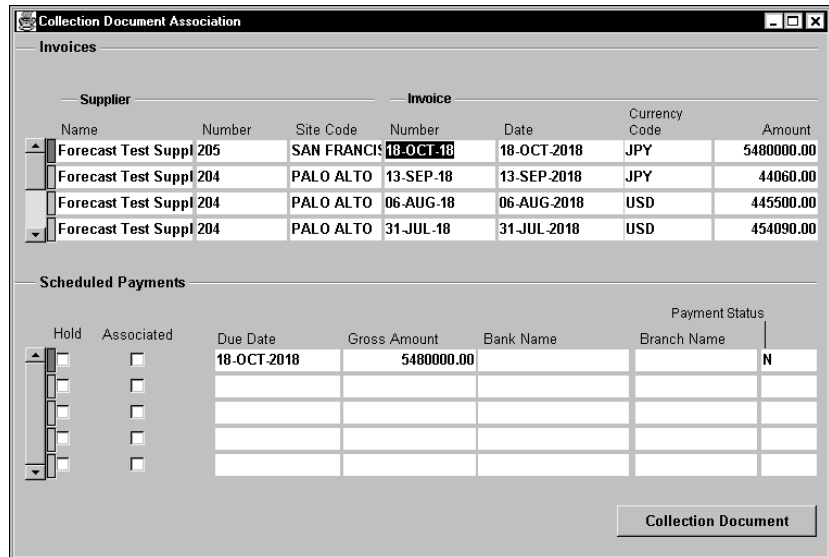 Collection Document Association
Invoices
Supplier Invoice
Currency
Name Number Site Code Number Date Code Amount
Forecast Test Suppl 205 SAN FRANCIS 18-OCT-18 18-OCT-2018 JPY 5480000.00
Forecast Test Suppl 204 PALO ALTO 13-SEP-18 13-SEP-2018 JPY 44060.00
Forecast Test Suppl 204 PALO ALTO 06-AUG-18 06-AUG-2018 USD 445500.00
Forecast Test Suppl 204 PALO ALTO 31-JUL-18 31-JUL-2018 USD 454090.00
Scheduled Payments
Payment Status
Hold Associated Due Date Gross Amount Bank Name Branch Name
18-OCT-2018 5480000.00 N
Collection Document